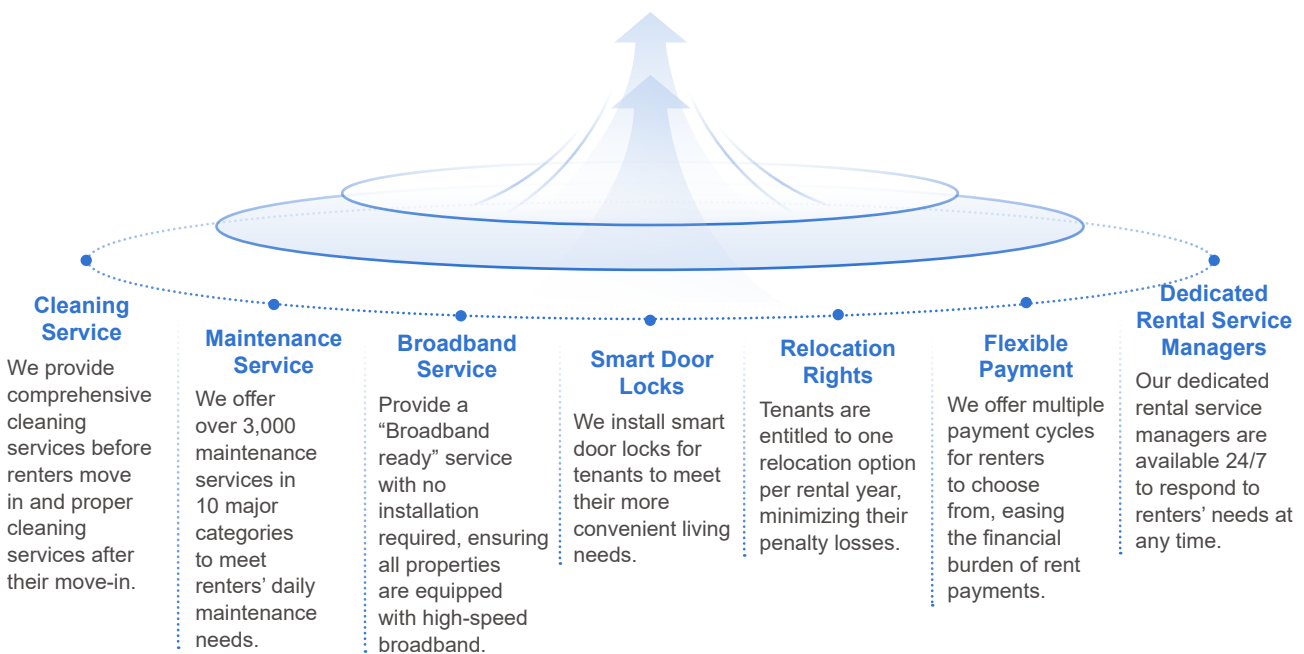 Cleaning
Service
We provide
comprehensive
cleaning
services before
renters move
in and proper
cleaning
services after
their move-in.
Maintenance
Service
We offer
over 3,000
maintenance
services in
10 major
categories
to meet
renters’ daily
maintenance
needs.
Broadband
Service
Provide a
“Broadband
ready” service
with no
installation
required, ensuring
all properties
are equipped
with high-speed
broadband.
Smart Door
Locks
We install smart
door locks for
tenants to meet
their more
convenient living
needs.
Relocation
Rights
Tenants are
entitled to one
relocation option
per rental year,
minimizing their
penalty losses.
Flexible
Payment
We offer multiple
payment cycles
for renters
to choose
from, easing
the financial
burden of rent
payments.
Dedicated
Rental Service
Managers
Our dedicated
rental service
managers are
available 24/7
to respond to
renters’ needs at
any time.